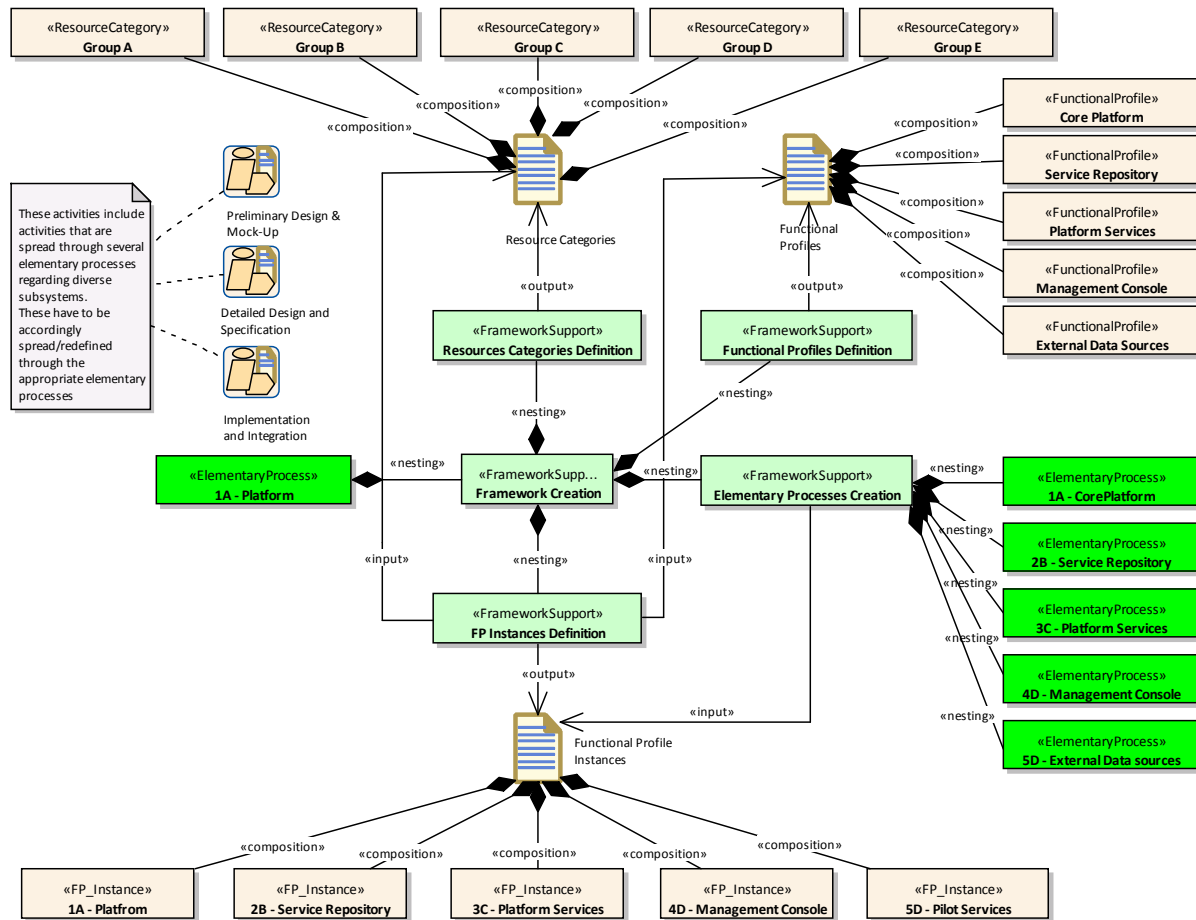 «ResourceCategory»
Group A
«ResourceCategory»
Group B
«ResourceCategory»
Group C
«ResourceCategory»
Group D
«ResourceCategory»
Group E
«composition»
«composition»
«composition»
«composition»
«composition»
«FunctionalProfile»
Core Platform
«FunctionalProfile»
Service Repository
«FunctionalProfile»
Platform Services
«FunctionalProfile»
Management Console
«FunctionalProfile»
External Data Sources
«composition»
«composition»
«composition»
«composition»
«composition»
These activities include
activities that are
spread through several
elementary processes
regarding diverse
subsystems.
These have to be
accordingly
spread/redefined
through the
appropriate elementary
processes
Preliminary Design &
Mock-Up
Detailed Design and
Specification
Implementation
and Integration
Resource Categories
Functional
Profiles
«output»
«output»
«FrameworkSupport»
Resources Categories Definition
«FrameworkSupport»
Functional Profiles Definition
«nesting»
«nesting»
«ElementaryProcess»
1A - Platform
«nesting»
«FrameworkSupp...
Framework Creation
«nesting»
«FrameworkSupport»
Elementary Processes Creation
«nesting»
«nesting»
«nesting»
«nesting»
«nesting»
«ElementaryProcess»
1A - CorePlatform
«ElementaryProcess»
2B - Service Repository
«ElementaryProcess»
3C - Platform Services
«ElementaryProcess»
4D - Management Console
«ElementaryProcess»
5D - External Data sources
«input»
«nesting»
«input»
«FrameworkSupport»
FP Instances Definition
«output»
«input»
Functional Profile
Instances
«composition»
«composition»
«composition»
«composition»
«composition»
«FP_Instance»
1A - Platfrom
«FP_Instance»
2B - Service Repository
«FP_Instance»
3C - Platform Services
«FP_Instance»
4D - Management Console
«FP_Instance»
5D - Pilot Services